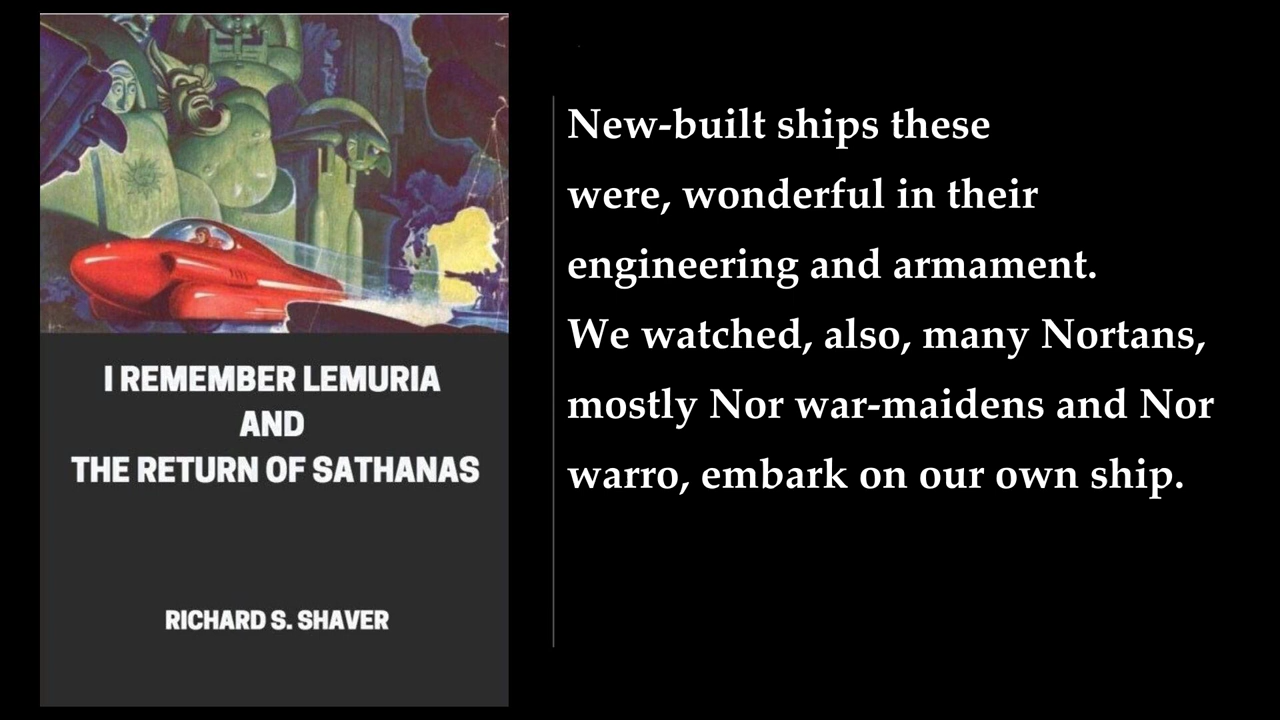 I REMEMBER LEMURIA
AND
THE RETURN OF SATHANAS
RICHARD S. SHAVER
New-built ships these
were, wonderful in their
engineering and armament.
We watched, also, many Nortans,
mostly Nor war-maidens and Nor
warro, embark on our own ship.